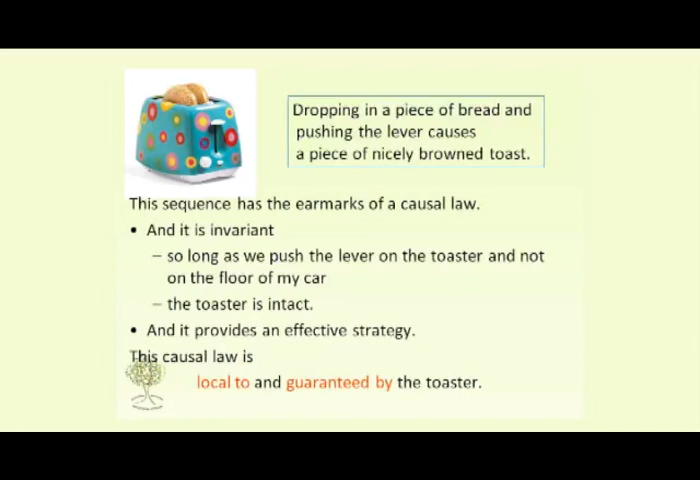 Dropping in a piece of bread and
pushing the lever causes
a piece of nicely browned toast.
This sequence has the earmarks of a causal law.
• And it is invariant
– so long as we push the lever on the toaster and not
on the floor of my car
– the toaster is intact.
• And it provides an effective strategy.
This causal law is
local to and guaranteed by the toaster.